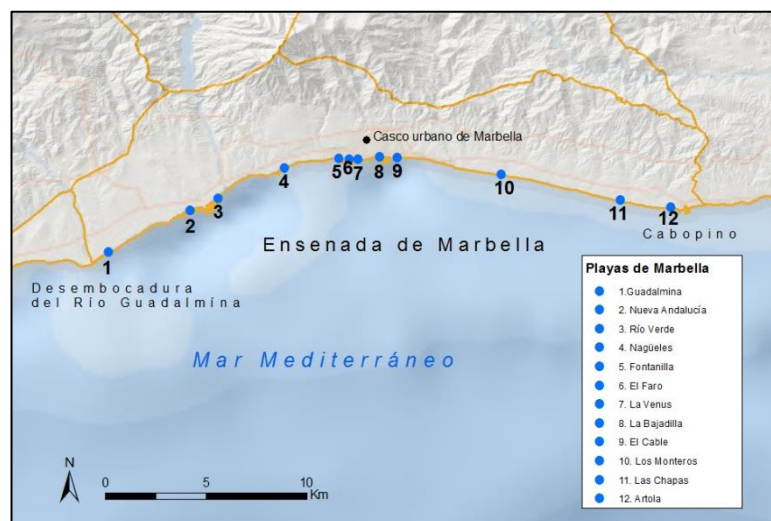 Casco urbano de Marbella
5 6 7 8 9
4
10
3
2
11
12
1
Ensenada de Marbella
Cabopino
Desembocadura
del Río Guadalmina
Mar Mediterráneo
Playas de Marbella
1.Guadalmina
2. Nueva Andalucía
3. Río Verde
4. Nagüeles
5. Fontanilla
6. El Faro
7. La Venus
8. La Bajadilla
9. El Cable
10. Los Monteros
11. Las Chapas
12. Artola
N
0 5 10
Km